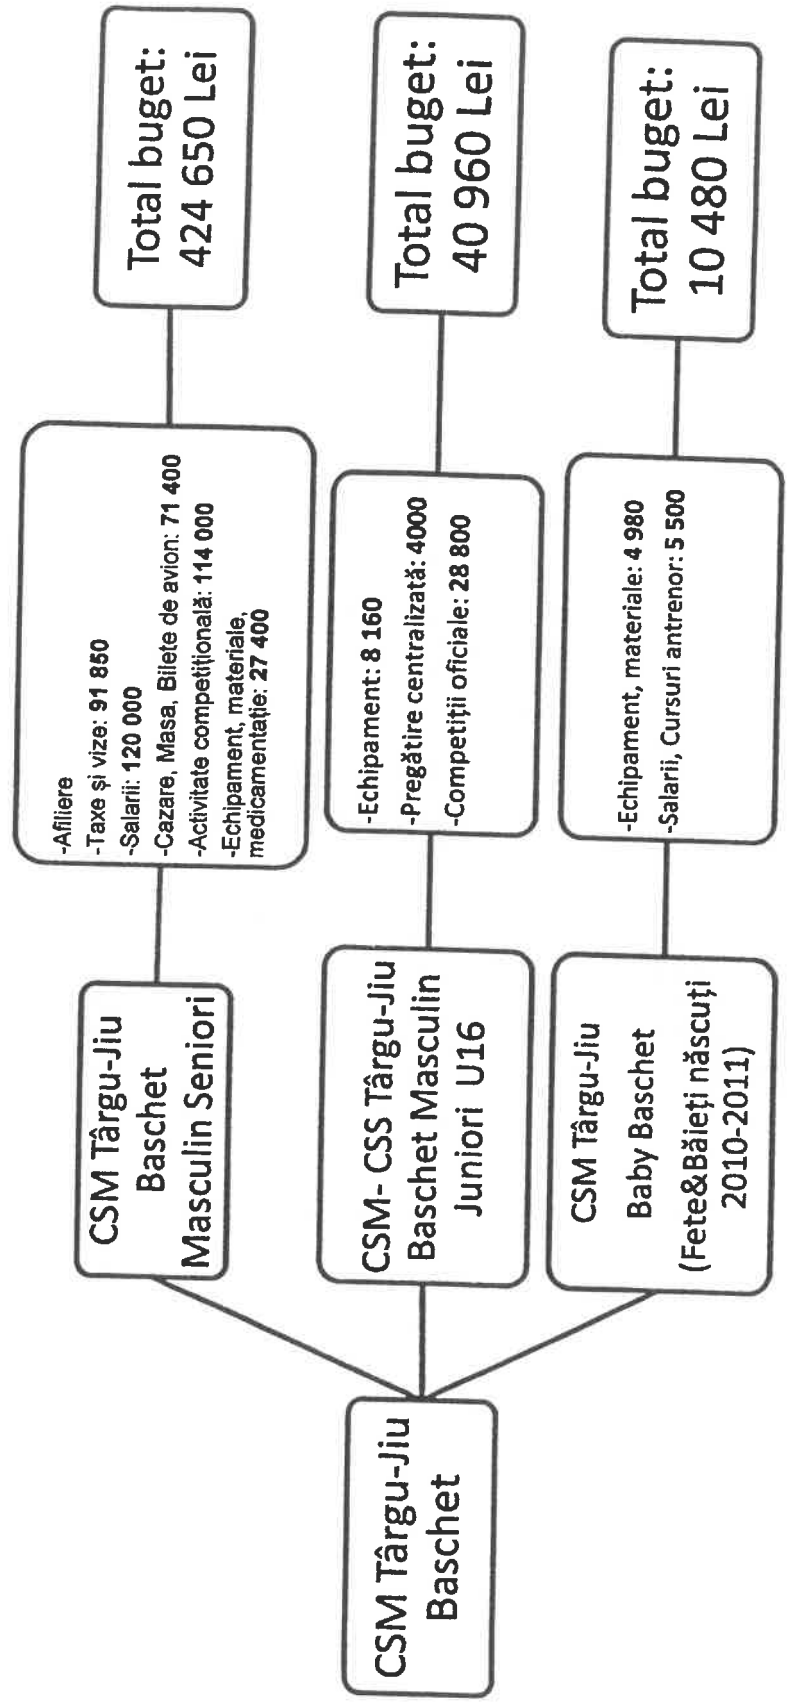 CSM Târgu-Jiu
Baschet
CSM Târgu-Jiu
Baschet
Masculin Seniori
-Afiliere
-Taxe și vize: 91 850
-Salarii: 120 000
-Cazare, Masa, Bilete de avion: 71 400
-Activitate competițională: 114 000
-Echipament, materiale,
medicamentație: 27 400
Total buget:
424 650 Lei
CSM- CSS Târgu-Jiu
Baschet Masculin
Juniori U16
-Echipament: 8 160
-Pregătire centralizată: 4000
-Competiții oficiale: 28 800
Total buget:
40 960 Lei
CSM Târgu-Jiu
Baby Baschet
(Fete&Băieți născuți
2010-2011)
-Echipament, materiale: 4 980
-Salarii, Cursuri antrenor: 5 500
Total buget:
10 480 Lei